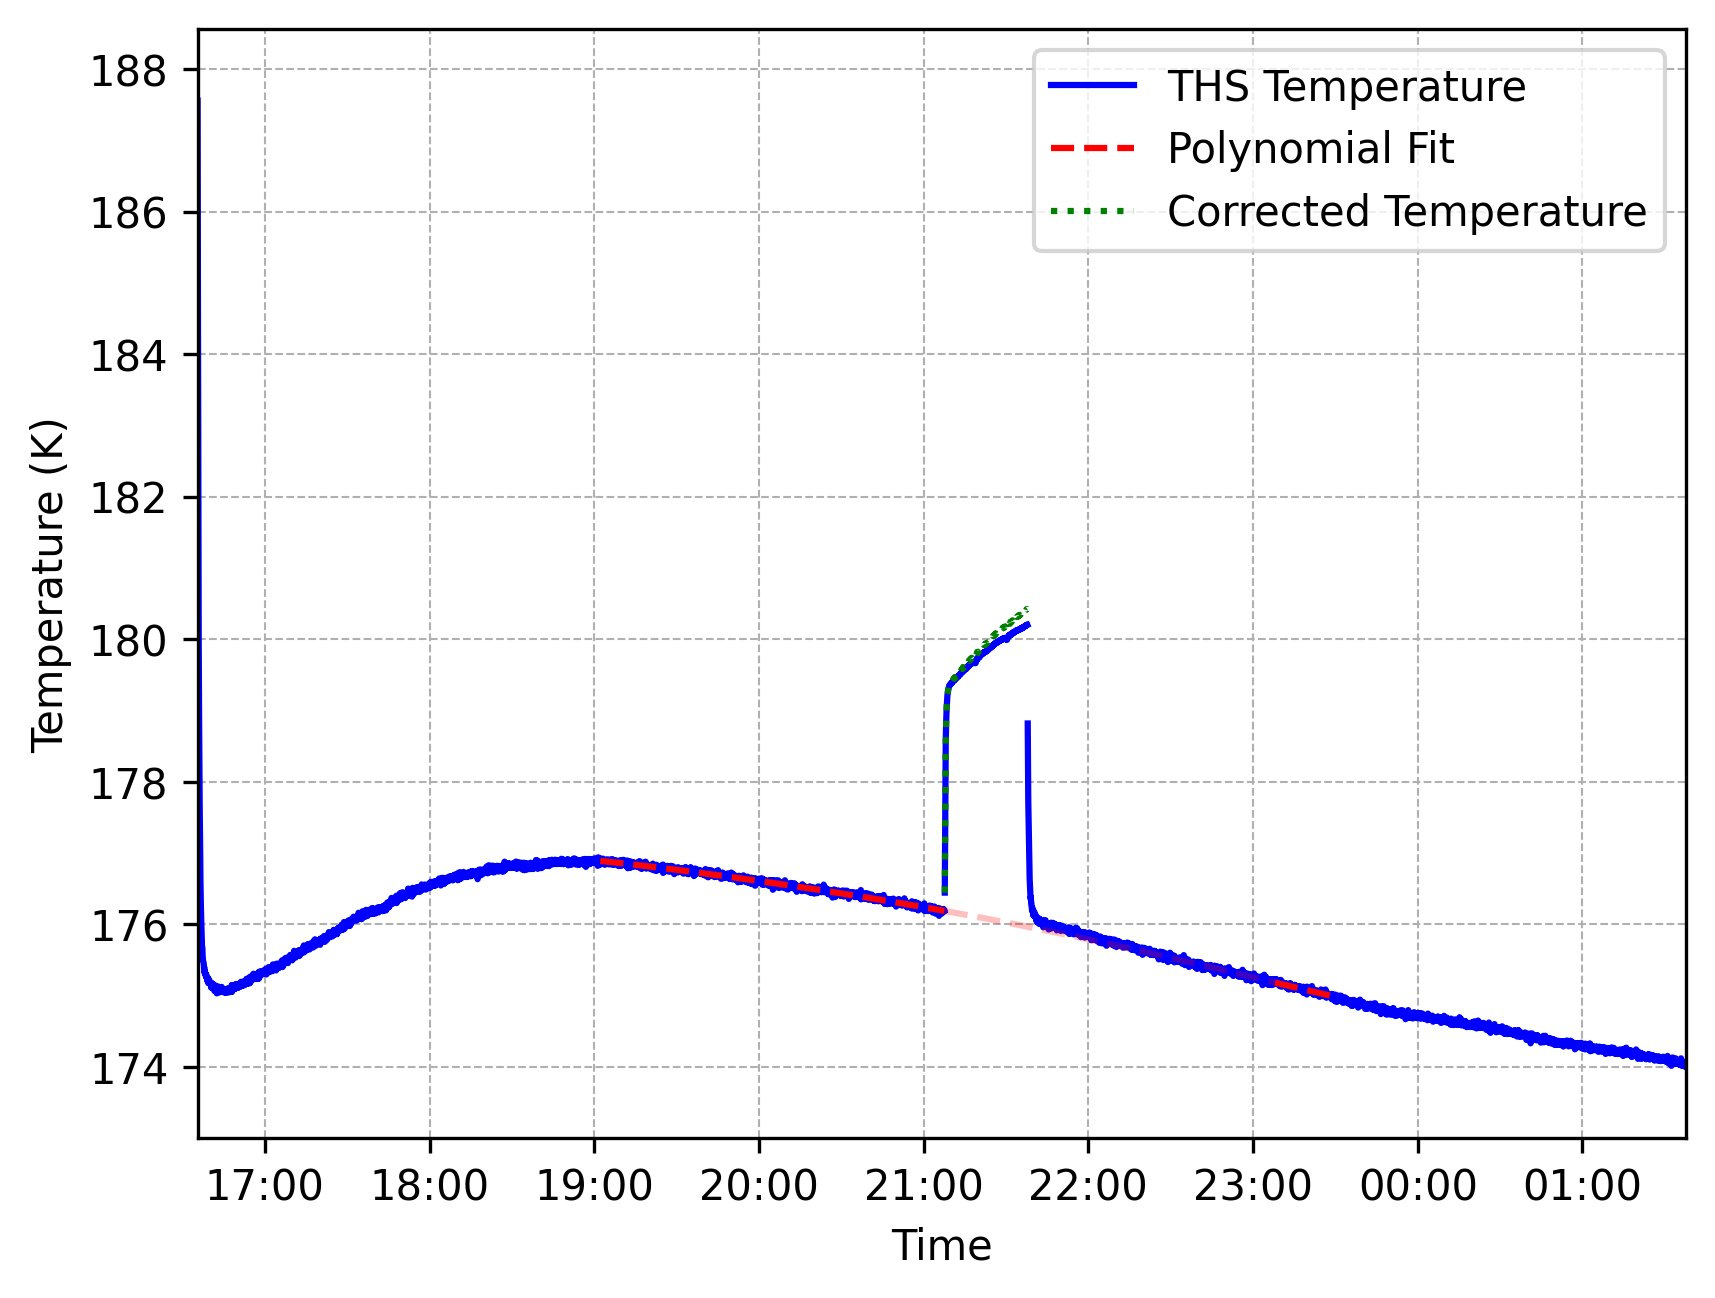 188
186
184
182
180
178
176
174
Temperature (K)
THS Temperature
Polynomial Fit
Corrected Temperature
17:00 18:00 19:00 20:00 21:00 22:00 23:00 00:00 01:00
Time